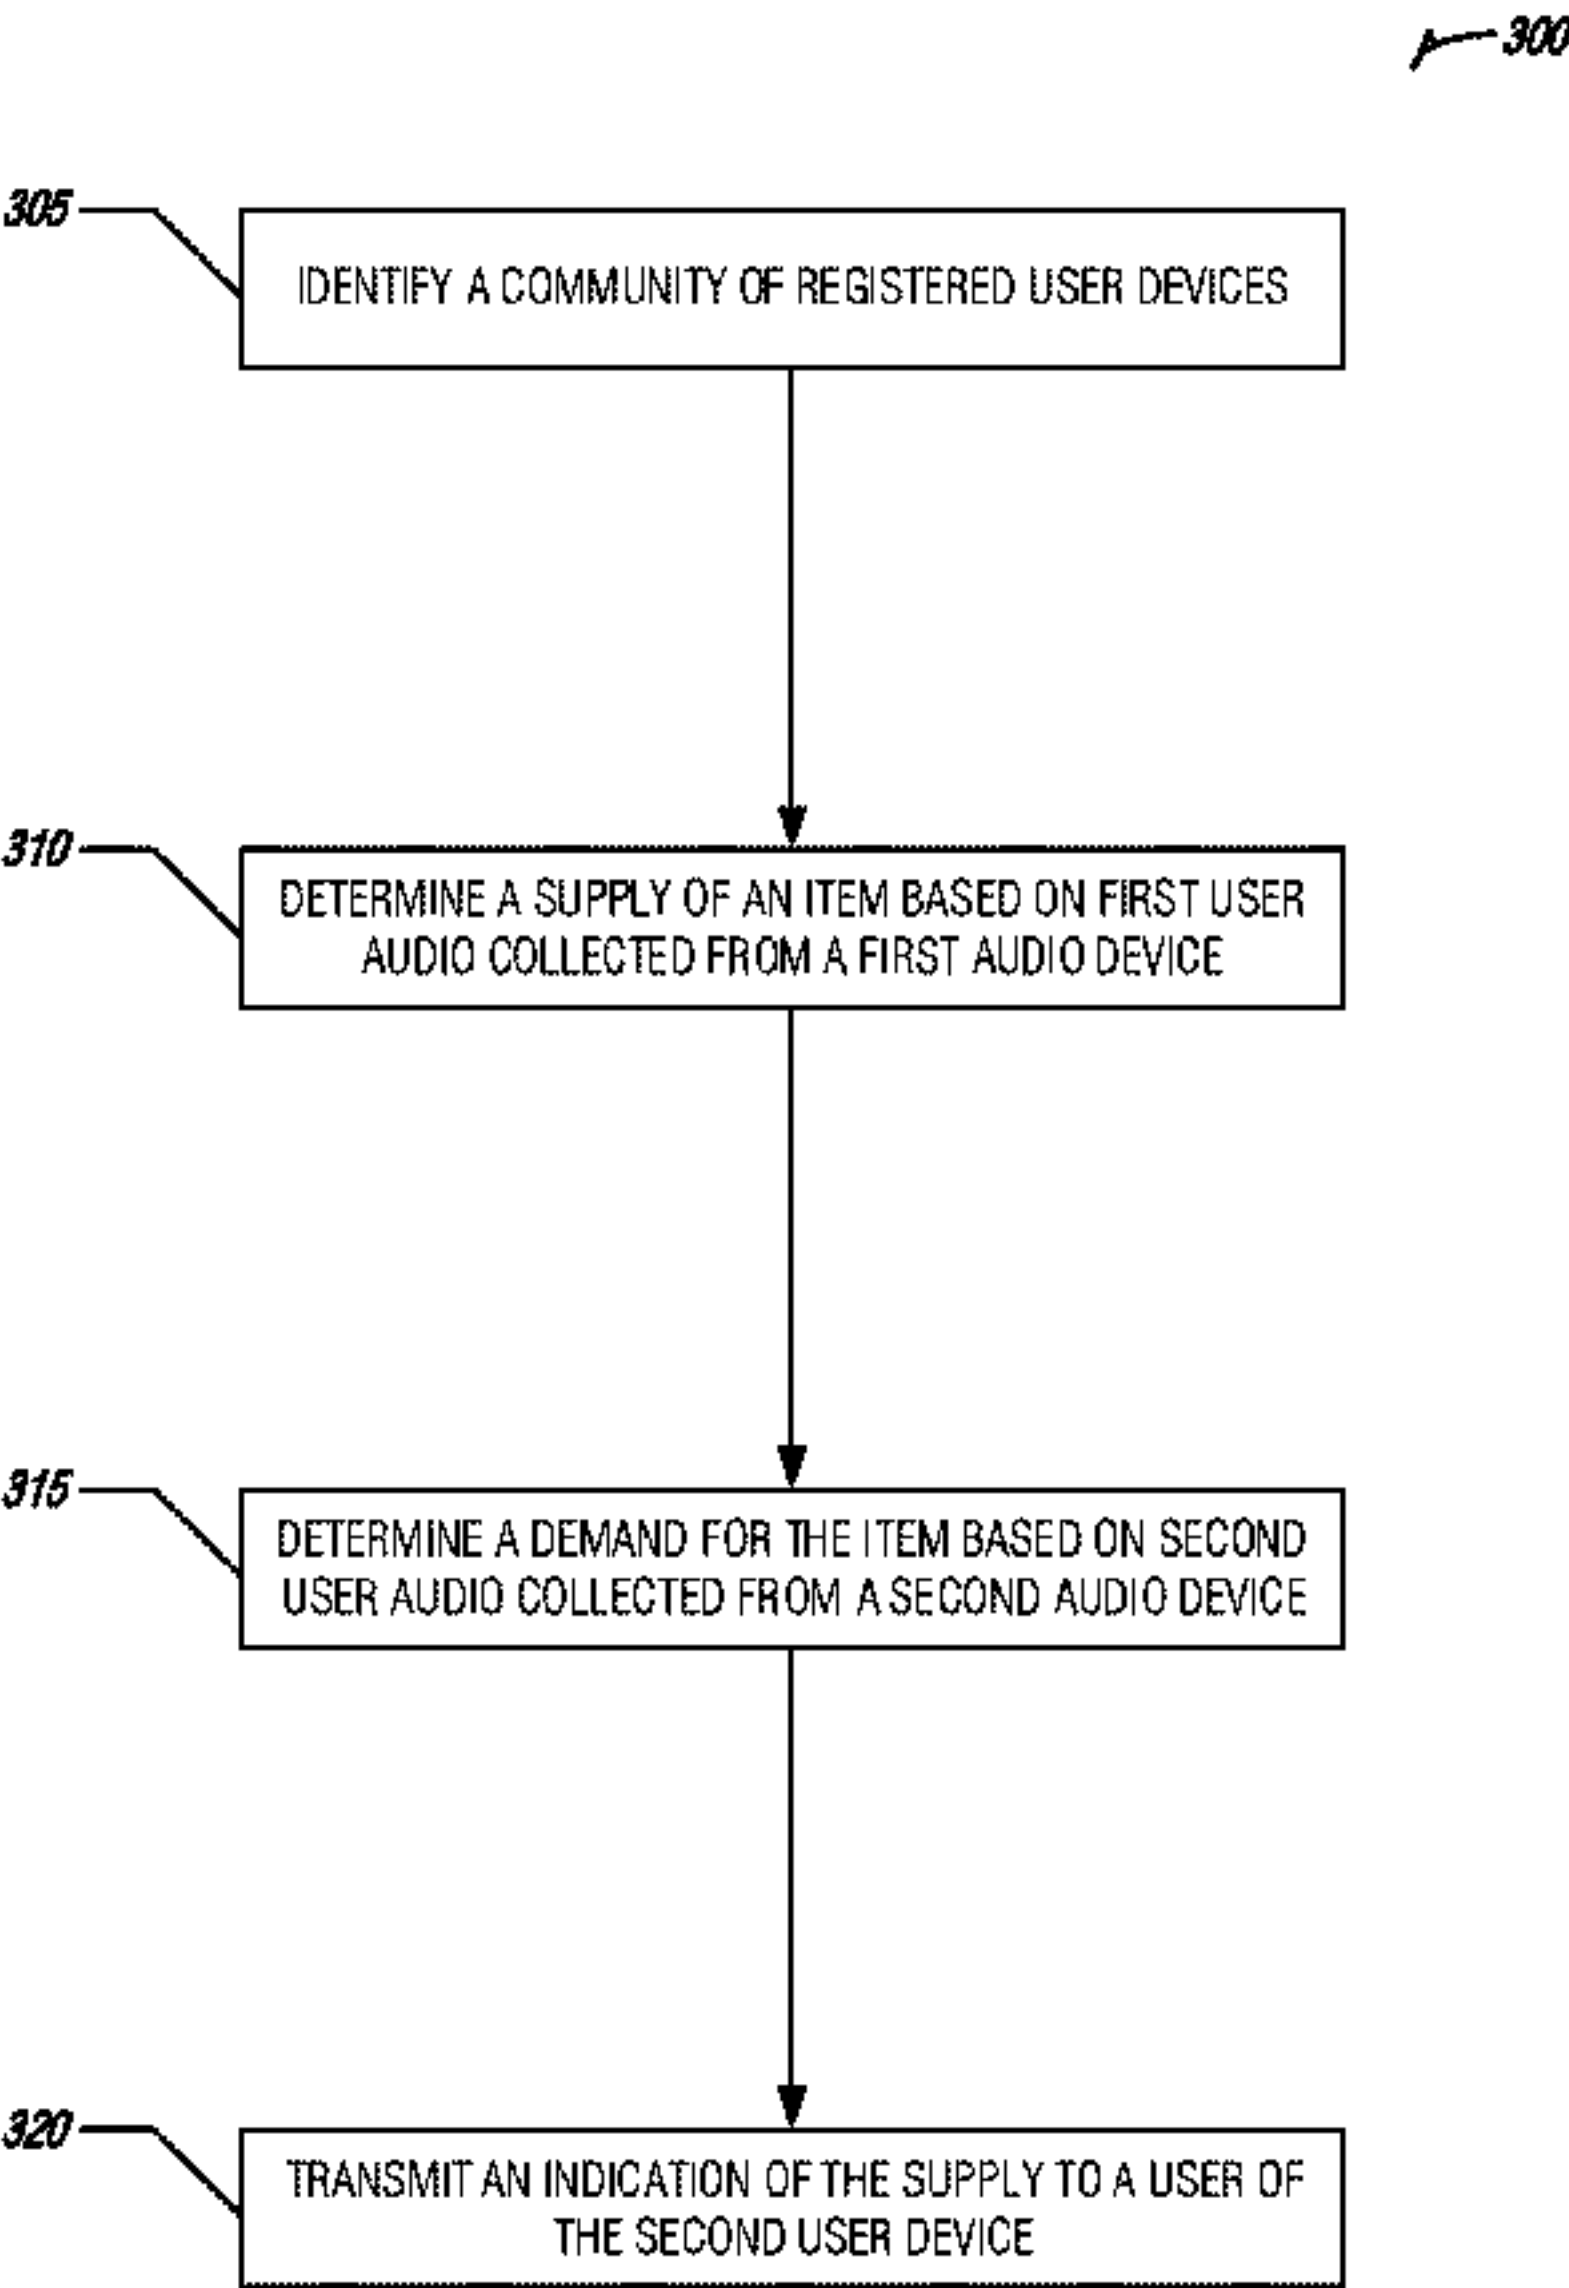 300
305
IDENTIFY A COMMUNITY OF REGISTERED USER DEVICES
310
DETERMINE A SUPPLY OF AN ITEM BASED ON FIRST USER
AUDIO COLLECTED FROM A FIRST AUDIO DEVICE
315
DETERMINE A DEMAND FOR THE ITEM BASED ON SECOND
USER AUDIO COLLECTED FROM A SECOND AUDIO DEVICE
320
TRANSMIT AN INDICATION OF THE SUPPLY TO A USER OF
THE SECOND USER DEVICE